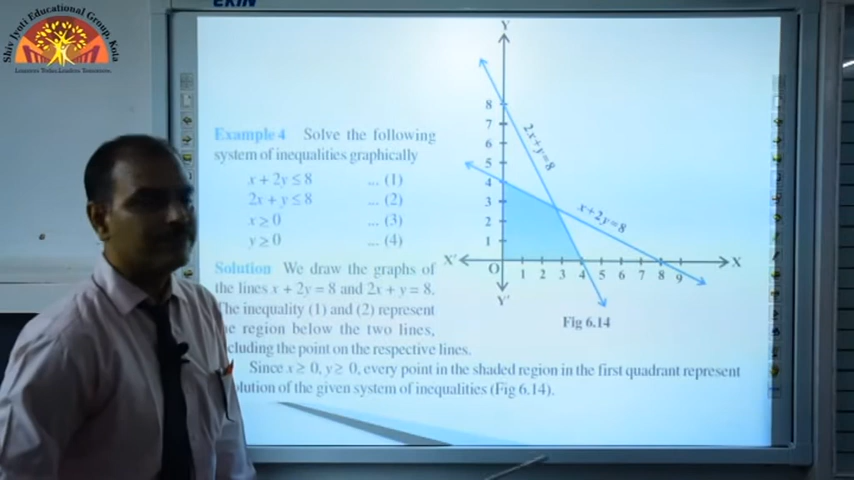 EKIN
Shiv Jyoti Educational Group, Kota
Learners Today, Leaders Tomorrow.
Example 4 Solve the following
system of inequalities graphically
x + 2y ≤ 8 ... (1)
2x + y ≤ 8 ... (2)
x ≥ 0 ... (3)
y ≥ 0 ... (4)
Solution We draw the graphs of
the lines x + 2y = 8 and 2x + y = 8.
The inequality (1) and (2) represent
region below the two lines,
the point on the respective lines.
Since x ≥ 0, y ≥ 0, every point in the shaded region in the first quadrant represent
of the given system of inequalities (Fig 6.14).
Y
8
7
6
5
4
3
2
1
2x + y = 8
x + 2y = 8
X' O 1 2 3 4 5 6 7 8 9 X
Y'
Fig 6.14